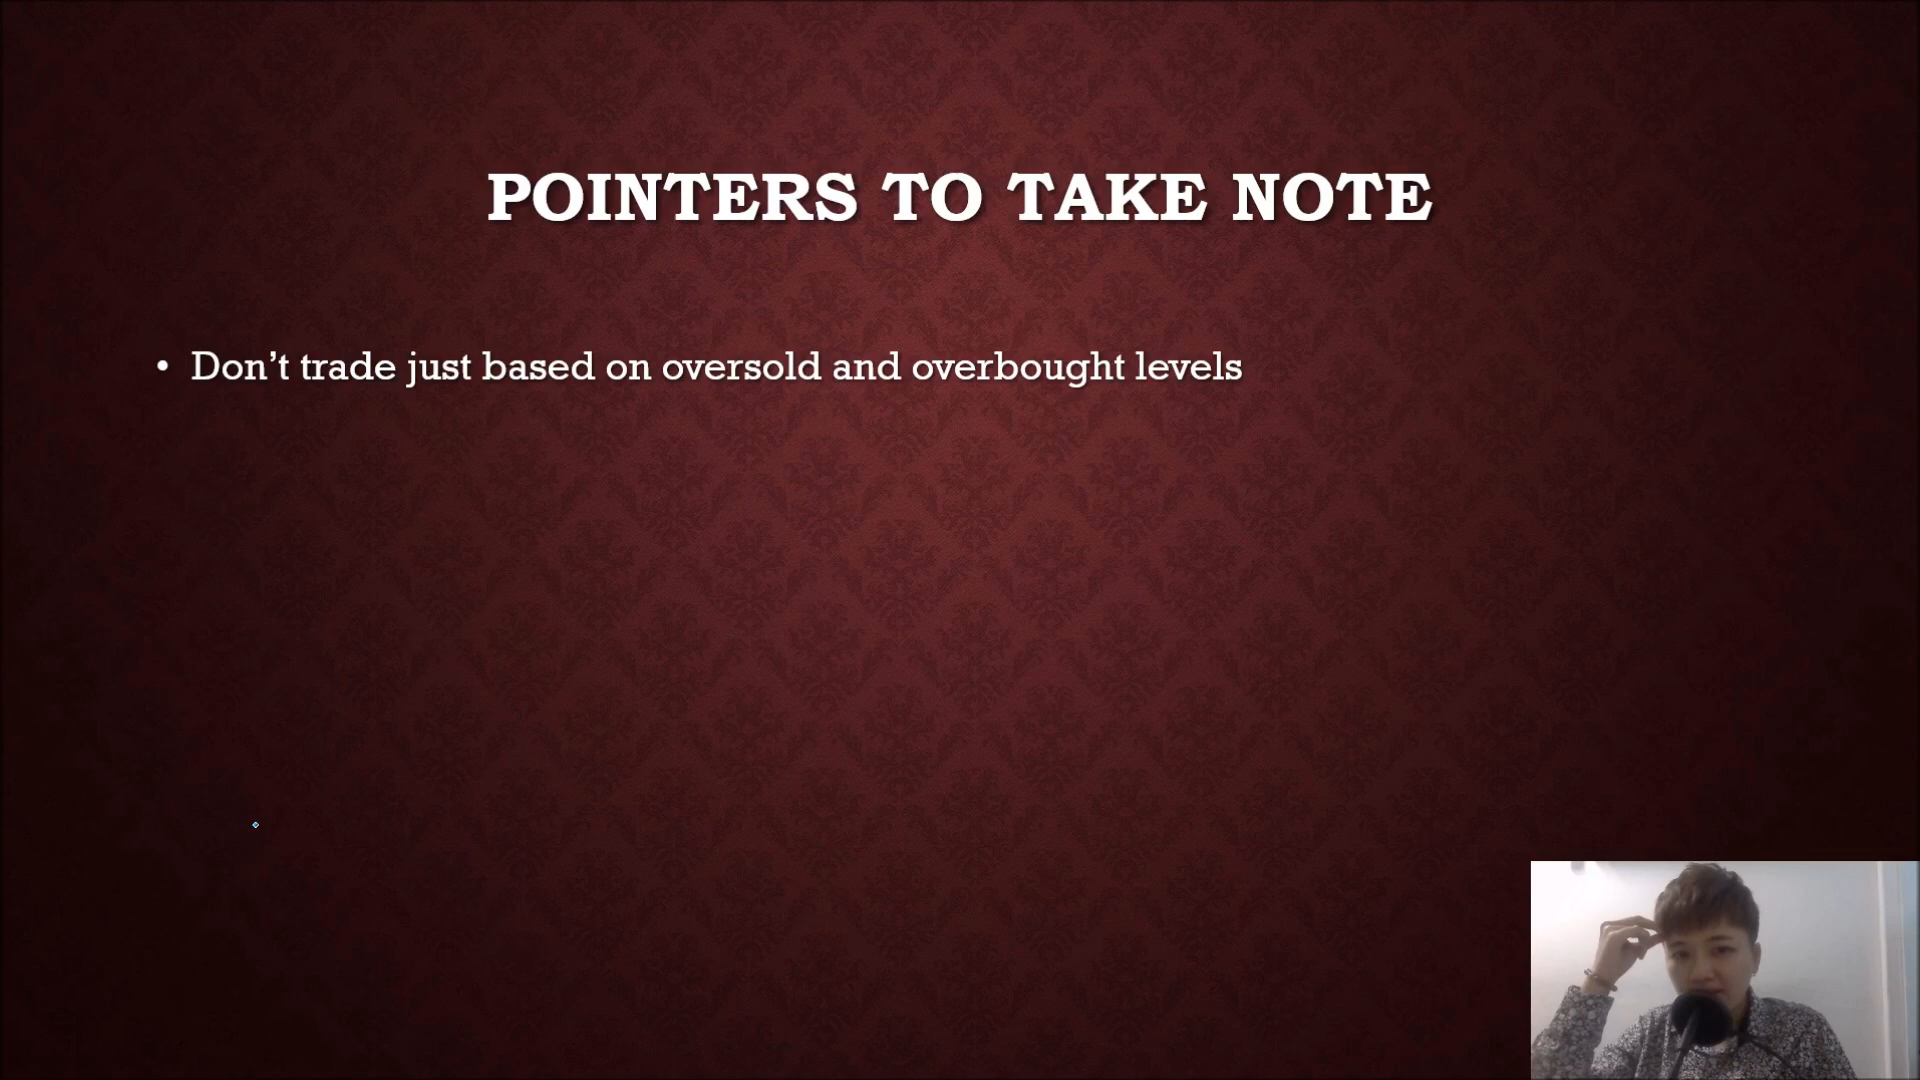 POINTERS TO TAKE NOTE
• Don’t trade just based on oversold and overbought levels